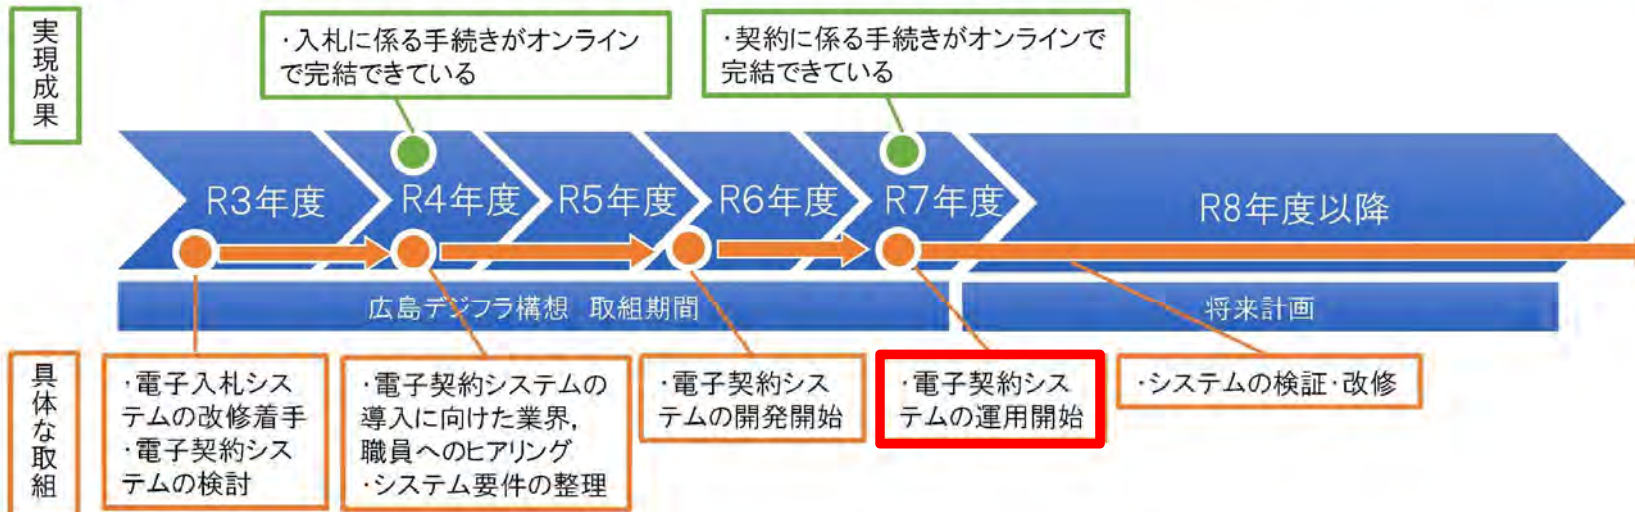 実現成果
・入札に係る手続きがオンライン
で完結できている
・契約に係る手続きがオンラインで
完結できている
R3年度
R4年度
R5年度
R6年度
R7年度
R8年度以降
広島デジフラ構想 取組期間
将来計画
具体な取組
・電子入札シス
テムの改修着手
・電子契約シス
テムの検討
・電子契約システムの
導入に向けた業界，
職員へのヒアリング
・システム要件の整理
・電子契約シス
テムの開発開始
・電子契約シス
テムの運用開始
・システムの検証・改修